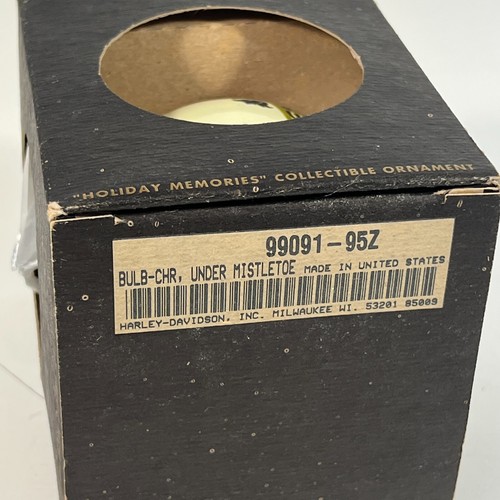 "HOLIDAY MEMORIES" COLLECTIBLE ORNAMENT
99091-95Z
BULB-CHR, UNDER MISTLETOE MADE IN UNITED STATES
HARLEY-DAVIDSON, INC. MILWAUKEE WI. 53201 85009